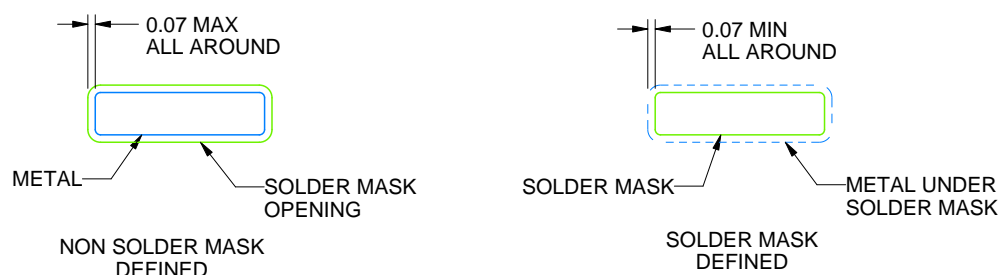 0.07 MAX
ALL AROUND
METAL
SOLDER MASK
OPENING
NON SOLDER MASK
DEFINED
0.07 MIN
ALL AROUND
SOLDER MASK
METAL UNDER
SOLDER MASK
SOLDER MASK
DEFINED